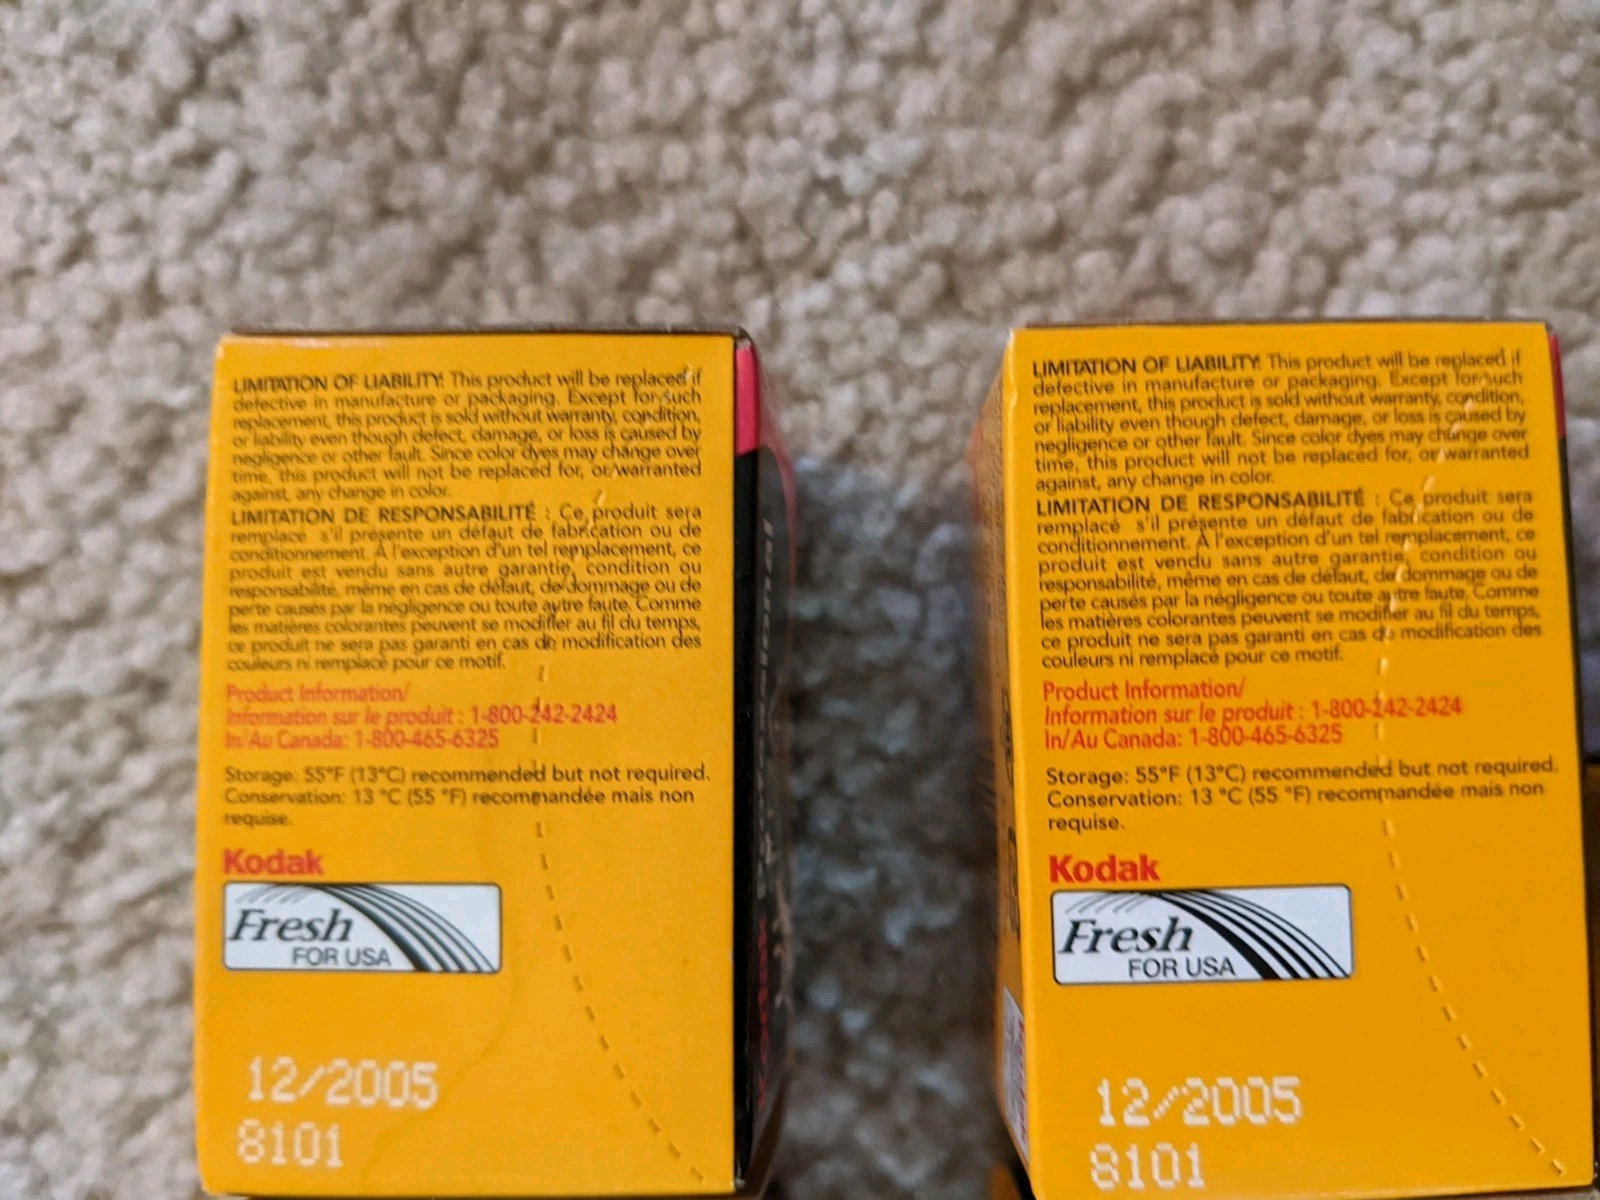 LIMITATION OF LIABILITY: This product will be replaced if
defective in manufacture or packaging. Except for such
replacement, this product is sold without warranty, condition,
or liability even though defect, damage, or loss is caused by
negligence or other fault. Since color dyes may change over
time, this product will not be replaced for, or warranted
against, any change in color.
LIMITATION DE RESPONSABILITÉ : Ce produit sera
remplacé s'il présente un défaut de fabrication ou de
conditionnement. À l'exception d'un tel remplacement, ce
produit est vendu sans autre garantie, condition ou
responsabilité, même en cas de défaut, de dommage ou de
perte causés par la négligence ou toute autre faute. Comme
les matières colorantes peuvent se modifier au fil du temps,
ce produit ne sera pas garanti en cas de modification des
couleurs ni remplacé pour ce motif.
Product Information/
Information sur le produit : 1-800-242-2424
In/Au Canada: 1-800-465-6325
Storage: 55°F (13°C) recommended but not required.
Conservation: 13 °C (55 °F) recommandée mais non
requise.
Kodak
Fresh
FOR USA
12/2005
8101
Kodak Professional
LIMITATION OF LIABILITY: This product will be replaced if
defective in manufacture or packaging. Except for such
replacement, this product is sold without warranty, condition,
or liability even though defect, damage, or loss is caused by
negligence or other fault. Since color dyes may change over
time, this product will not be replaced for, or warranted
against, any change in color.
LIMITATION DE RESPONSABILITÉ : Ce produit sera
remplacé s'il présente un défaut de fabrication ou de
conditionnement. À l'exception d'un tel remplacement, ce
produit est vendu sans autre garantie, condition ou
responsabilité, même en cas de défaut, de dommage ou de
perte causés par la négligence ou toute autre faute. Comme
les matières colorantes peuvent se modifier au fil du temps,
ce produit ne sera pas garanti en cas de modification des
couleurs ni remplacé pour ce motif.
Product Information/
Information sur le produit : 1-800-242-2424
In/Au Canada: 1-800-465-6325
Storage: 55°F (13°C) recommended but not required.
Conservation: 13 °C (55 °F) recommandée mais non
requise.
Kodak
Fresh
FOR USA
12/2005
8101